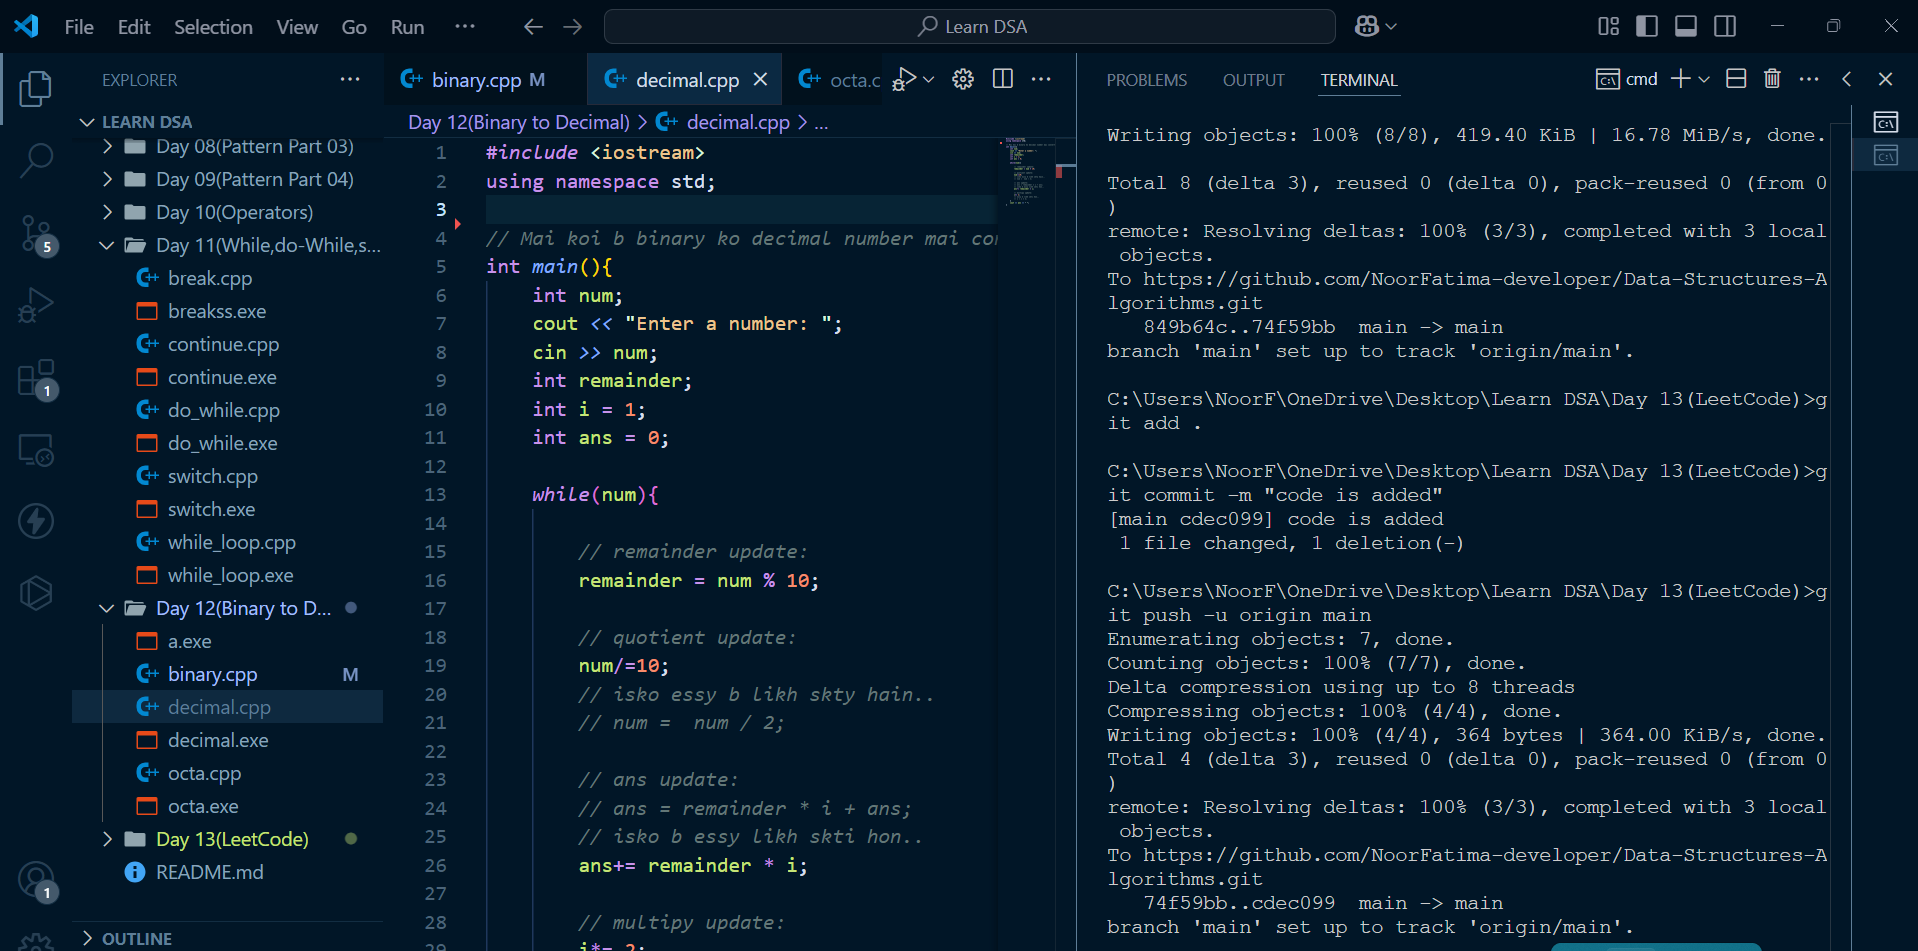 File Edit Selection View Go Run ···
Learn DSA
EXPLORER ···
LEARN DSA
Day 08(Pattern Part 03)
Day 09(Pattern Part 04)
Day 10(Operators)
Day 11(While,do-While,s...
break.cpp
breakss.exe
continue.cpp
continue.exe
do_while.cpp
do_while.exe
switch.cpp
switch.exe
while_loop.cpp
while_loop.exe
Day 12(Binary to D...
a.exe
binary.cpp M
decimal.cpp
decimal.exe
octa.cpp
octa.exe
Day 13(LeetCode)
README.md
OUTLINE
5
1
1
binary.cpp M
decimal.cpp
octa.c
Day 12(Binary to Decimal) > decimal.cpp > ...
1 #include <iostream>
2 using namespace std;
3
4 // Mai koi b binary ko decimal number mai con
5 int main(){
6 int num;
7 cout << "Enter a number: ";
8 cin >> num;
9 int remainder;
10 int i = 1;
11 int ans = 0;
12
13 while(num){
14
15 // remainder update:
16 remainder = num % 10;
17
18 // quotient update:
19 num/=10;
20 // isko essy b likh skty hain..
21 // num =  num / 2;
22
23 // ans update:
24 // ans = remainder * i + ans;
25 // isko b essy likh skti hon..
26 ans+= remainder * i;
27
28 // multipy update:
29 i*= 2;
PROBLEMS OUTPUT TERMINAL
cmd
Writing objects: 100% (8/8), 419.40 KiB | 16.78 MiB/s, done.
Total 8 (delta 3), reused 0 (delta 0), pack-reused 0 (from 0
)
remote: Resolving deltas: 100% (3/3), completed with 3 local
objects.
To https://github.com/NoorFatima-developer/Data-Structures-A
lgorithms.git
849b64c..74f59bb  main -> main
branch 'main' set up to track 'origin/main'.
C:\Users\NoorF\OneDrive\Desktop\Learn DSA\Day 13(LeetCode)>g
it add .
C:\Users\NoorF\OneDrive\Desktop\Learn DSA\Day 13(LeetCode)>g
it commit -m "code is added"
[main cdec099] code is added
1 file changed, 1 deletion(-)
C:\Users\NoorF\OneDrive\Desktop\Learn DSA\Day 13(LeetCode)>g
it push -u origin main
Enumerating objects: 7, done.
Counting objects: 100% (7/7), done.
Delta compression using up to 8 threads
Compressing objects: 100% (4/4), done.
Writing objects: 100% (4/4), 364 bytes | 364.00 KiB/s, done.
Total 4 (delta 3), reused 0 (delta 0), pack-reused 0 (from 0
)
remote: Resolving deltas: 100% (3/3), completed with 3 local
objects.
To https://github.com/NoorFatima-developer/Data-Structures-A
lgorithms.git
74f59bb..cdec099  main -> main
branch 'main' set up to track 'origin/main'.